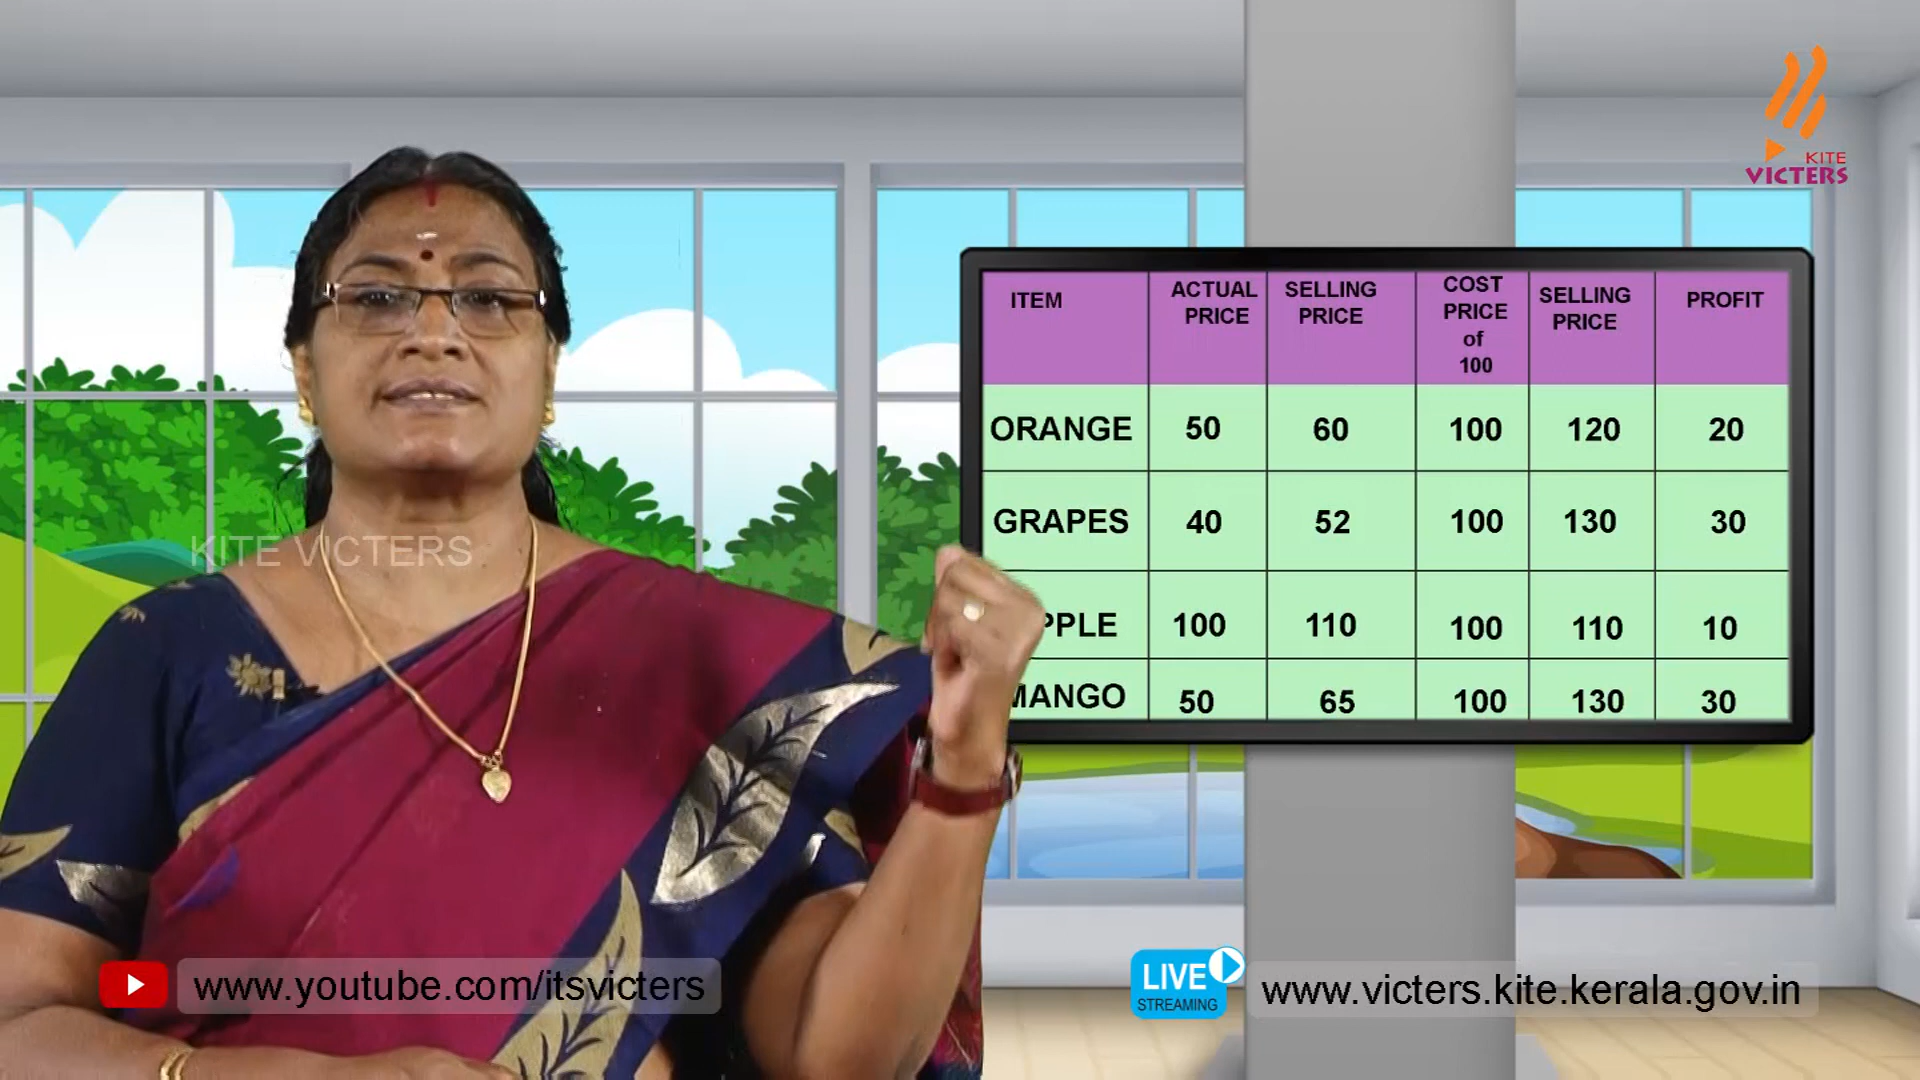 KITE
VICTERS
ITEM
ACTUAL
PRICE
SELLING
PRICE
COST
PRICE
of
100
SELLING
PRICE
PROFIT
ORANGE 50 60 100 120 20
GRAPES 40 52 100 130 30
PPLE 100 110 100 110 10
MANGO 50 65 100 130 30
KITE VICTERS
www.youtube.com/itsvicters
LIVE
STREAMING
www.victers.kite.kerala.gov.in